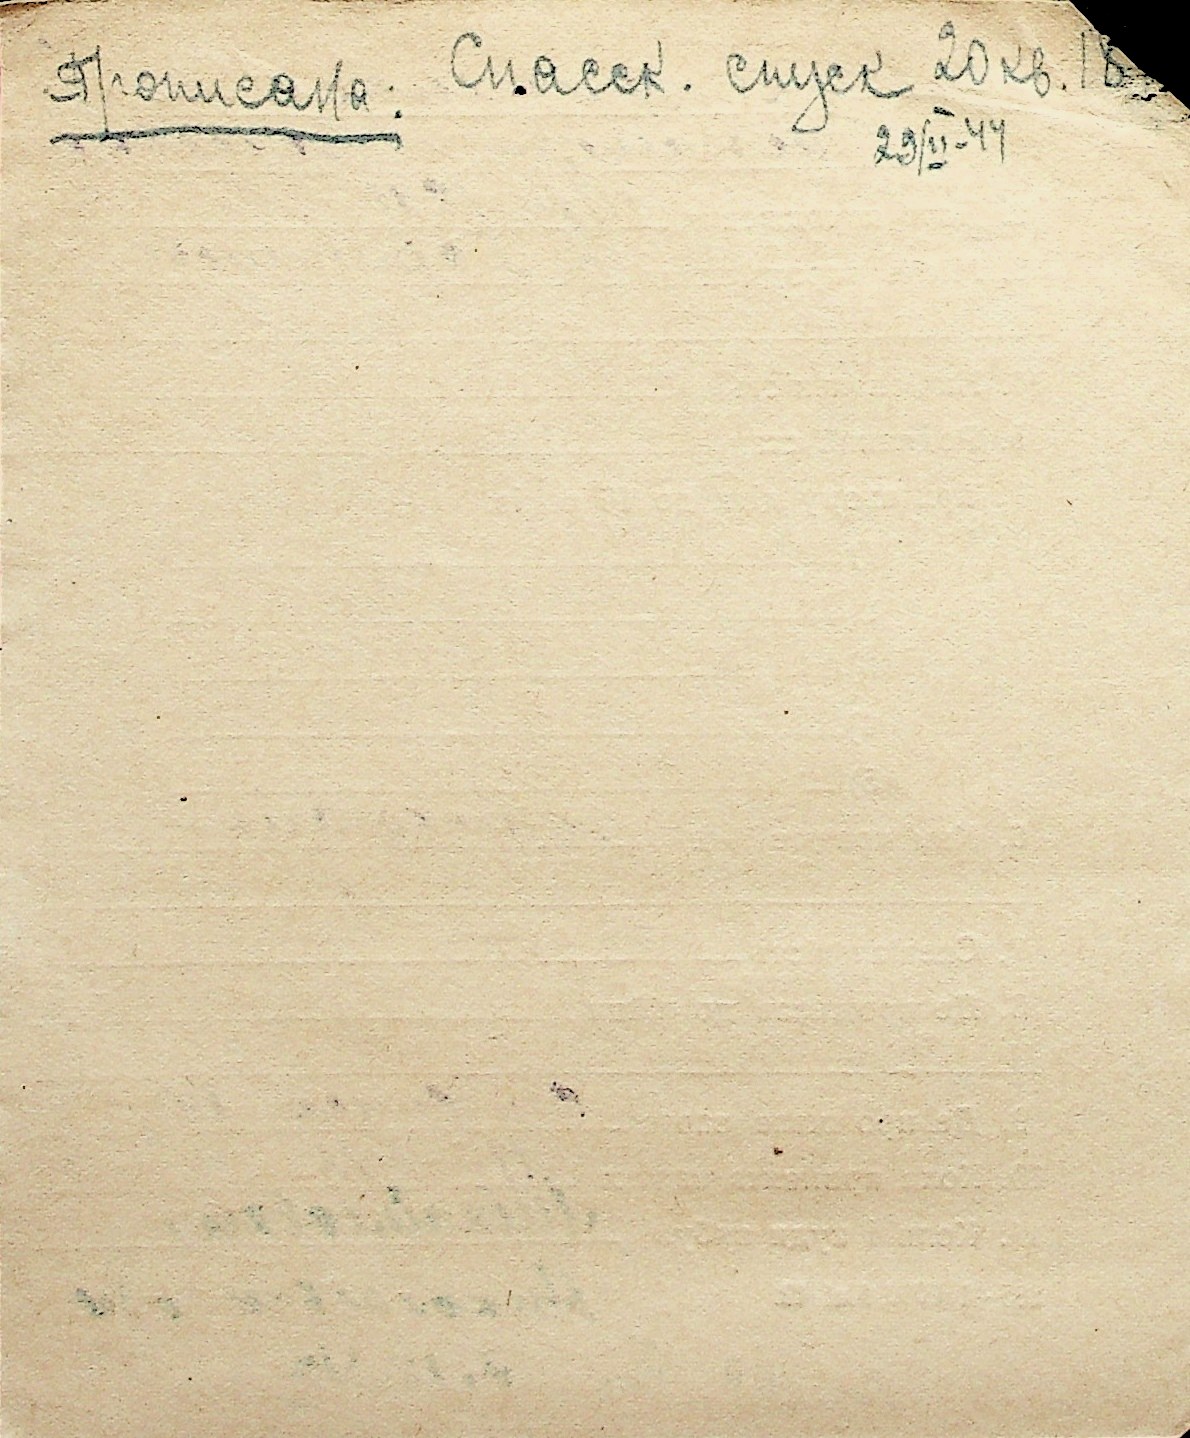 Прописана: Спасск. спуск 20 кв. 18
29/II-44